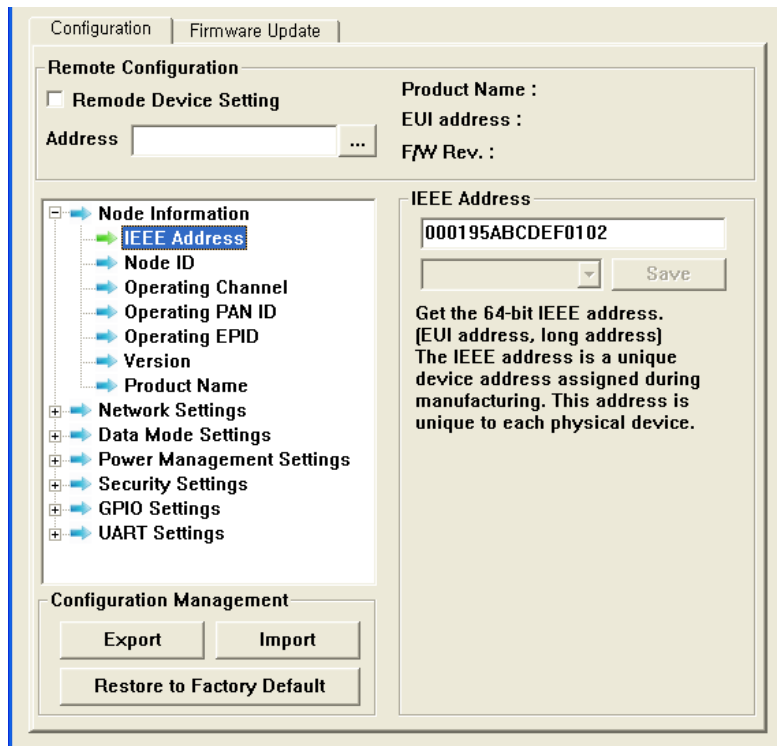 Configuration
Firmware Update
Remote Configuration
Remode Device Setting
Address
...
Product Name :
EUI address :
F/W Rev. :
Node Information
IEEE Address
Node ID
Operating Channel
Operating PAN ID
Operating EPID
Version
Product Name
Network Settings
Data Mode Settings
Power Management Settings
Security Settings
GPIO Settings
UART Settings
Configuration Management
Export
Import
Restore to Factory Default
IEEE Address
000195ABCDEF0102
Save
Get the 64-bit IEEE address.
(EUI address, long address)
The IEEE address is a unique
device address assigned during
manufacturing. This address is
unique to each physical device.